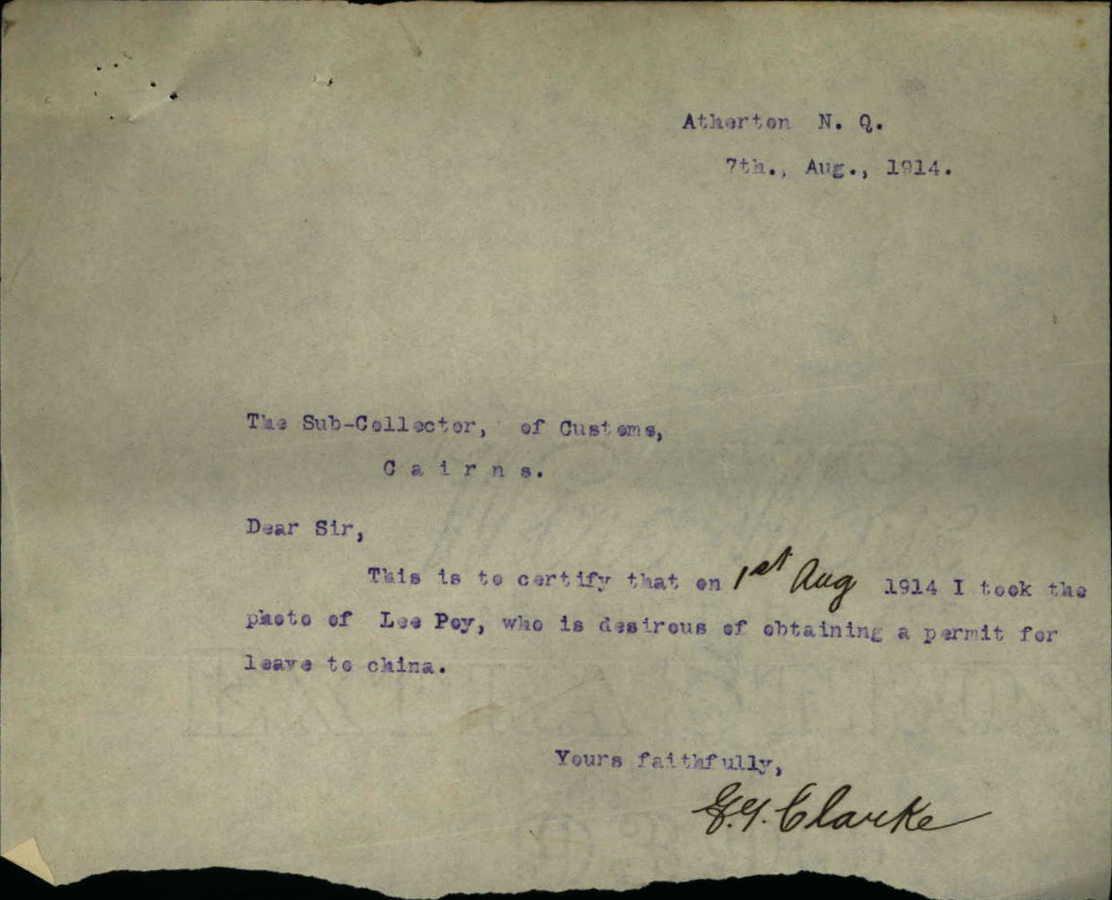 Atherton N. Q.
7th., Aug., 1914.
The Sub-Collector, of Customs,
C a i r n s.
Dear Sir,
This is to certify that on 1st Aug 1914 I took the
photo of Lee Poy, who is desirous of obtaining a permit for
leave to china.
Yours faithfully,
Clarke